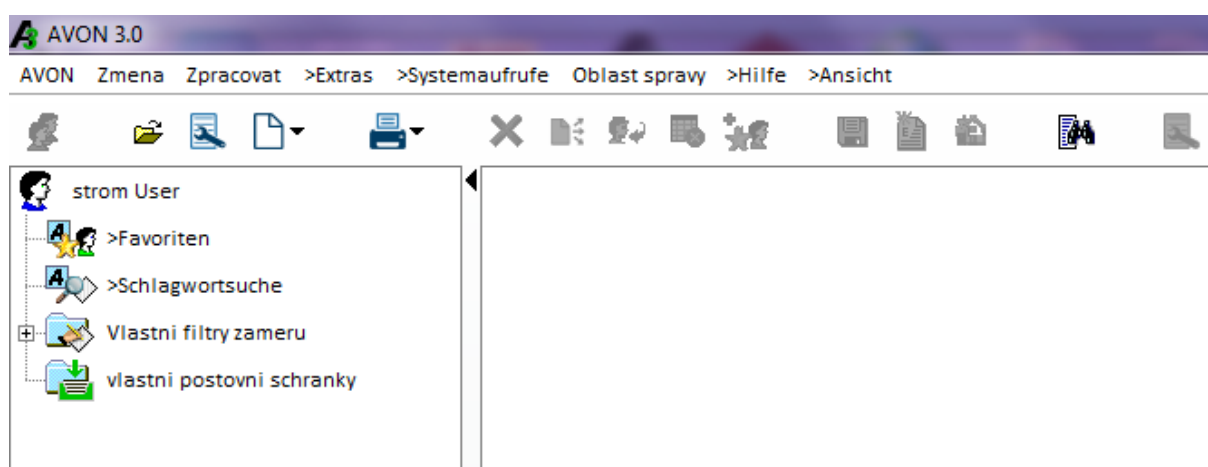 AVON 3.0
AVON Zmena Zpracovat >Extras >Systemaufrufe Oblast spravy >Hilfe >Ansicht
strom User
>Favoriten
>Schlagwortsuche
Vlastni filtry zameru
vlastni postovni schranky